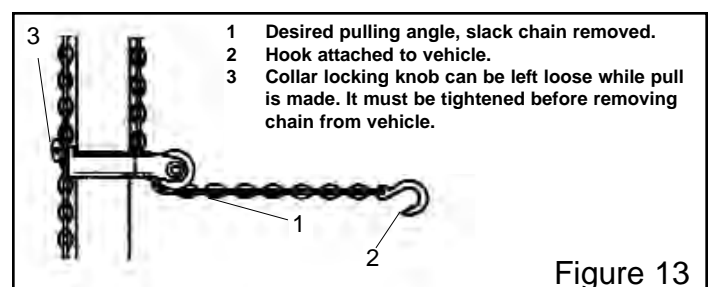 1 Desired pulling angle, slack chain removed.
2 Hook attached to vehicle.
3 Collar locking knob can be left loose while pull
is made. It must be tightened before removing
chain from vehicle.
3
1
2
Figure 13